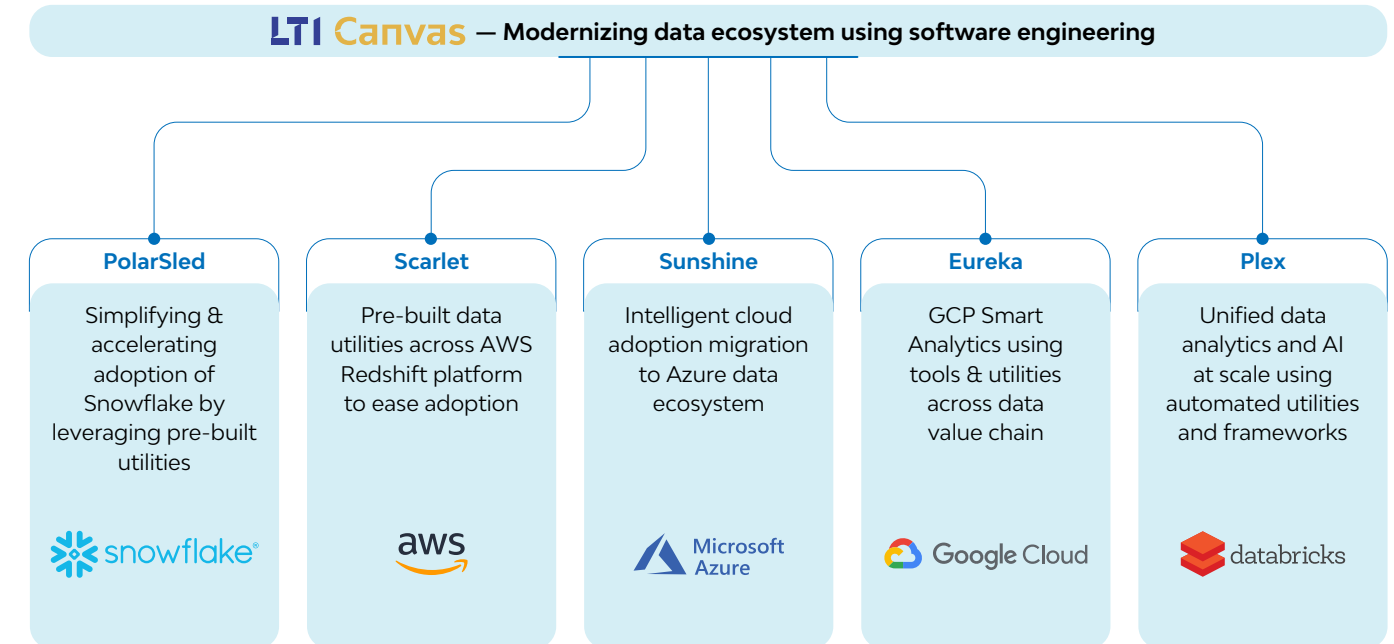 LTI Canvas — Modernizing data ecosystem using software engineering
PolarSled
Simplifying &
accelerating
adoption of
Snowflake by
leveraging pre-built
utilities
snowflake®
Scarlet
Pre-built data
utilities across AWS
Redshift platform
to ease adoption
aws
Sunshine
Intelligent cloud
adoption migration
to Azure data
ecosystem
Microsoft
Azure
Eureka
GCP Smart
Analytics using
tools & utilities
across data
value chain
Google Cloud
Plex
Unified data
analytics and AI
at scale using
automated utilities
and frameworks
databricks